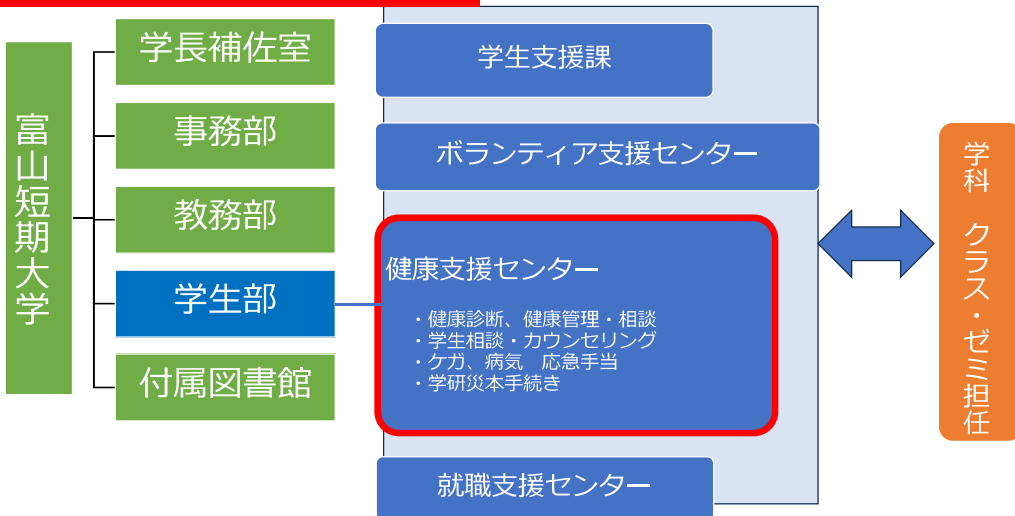 富山短期大学
学長補佐室
事務部
教務部
学生部
付属図書館
学生支援課
ボランティア支援センター
健康支援センター
・健康診断、健康管理・相談
・学生相談・カウンセリング
・ケガ、病気　応急手当
・学研災本手続き
就職支援センター
学科　クラス・ゼミ担任